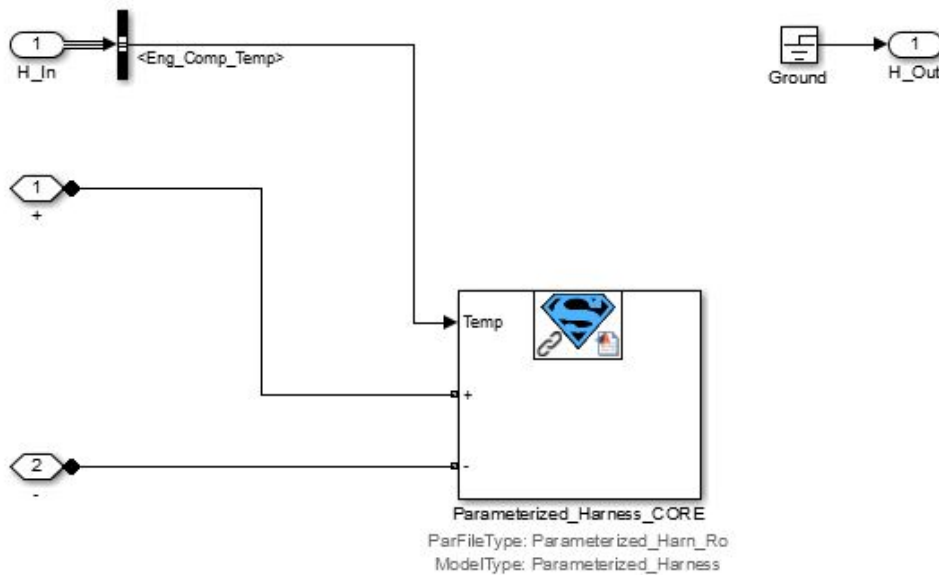 1
H_In
<Eng_Comp_Temp>
Ground
1
H_Out
1
+
Temp
+
2
-
-
Parameterized_Harness_CORE
ParFileType: Parameterized_Harn_Ro
ModelType: Parameterized_Harness